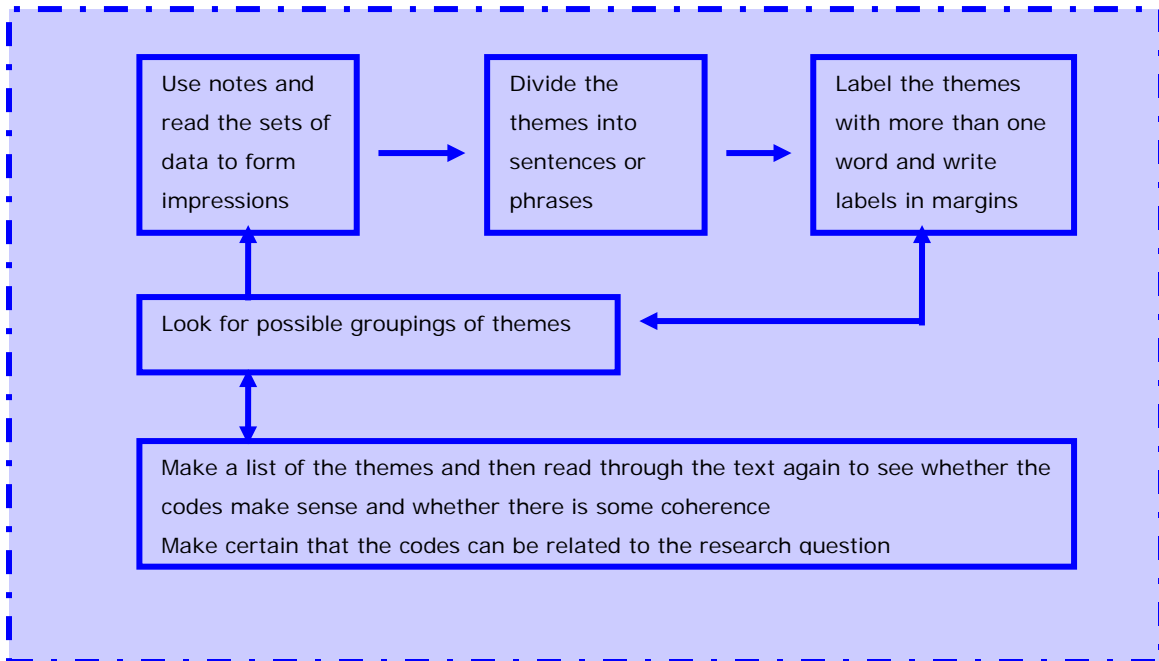 Use notes and
read the sets of
data to form
impressions
Divide the
themes into
sentences or
phrases
Label the themes
with more than one
word and write
labels in margins
Look for possible groupings of themes
Make a list of the themes and then read through the text again to see whether the
codes make sense and whether there is some coherence
Make certain that the codes can be related to the research question